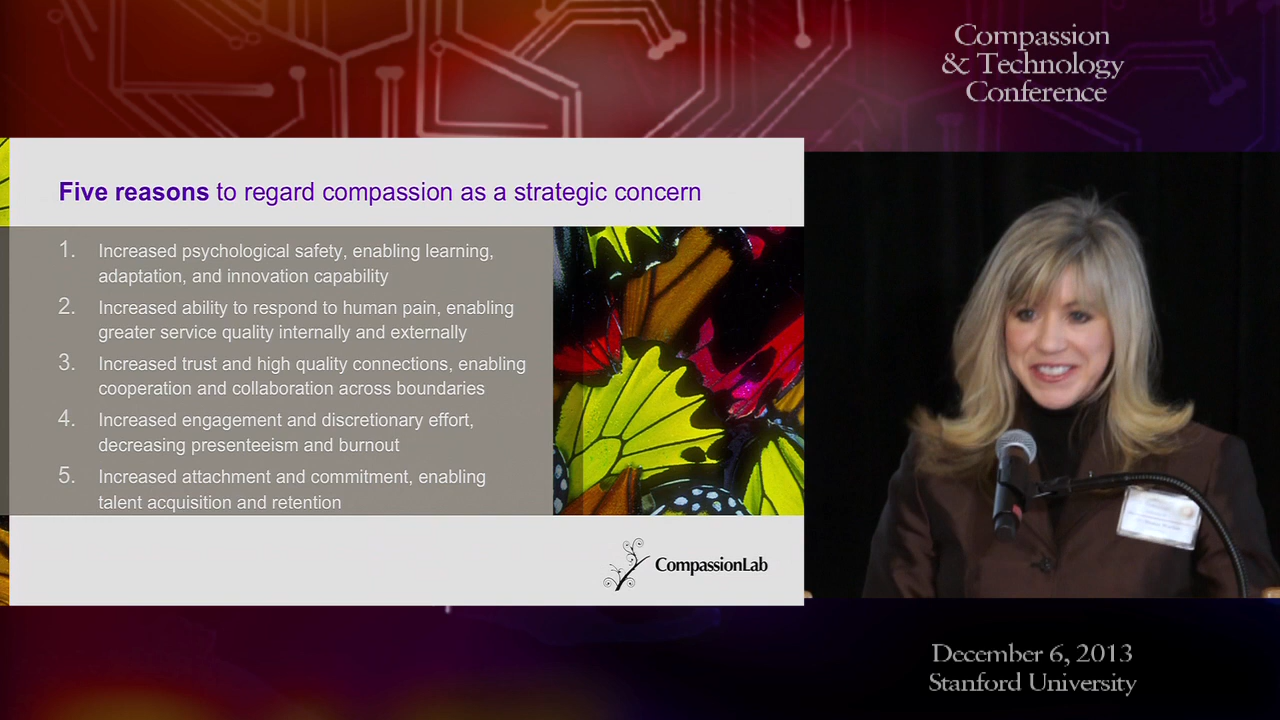 Compassion
& Technology
Conference
Five reasons to regard compassion as a strategic concern
1. Increased psychological safety, enabling learning,
adaptation, and innovation capability
2. Increased ability to respond to human pain, enabling
greater service quality internally and externally
3. Increased trust and high quality connections, enabling
cooperation and collaboration across boundaries
4. Increased engagement and discretionary effort,
decreasing presenteeism and burnout
5. Increased attachment and commitment, enabling
talent acquisition and retention
CompassionLab
December 6, 2013
Stanford University